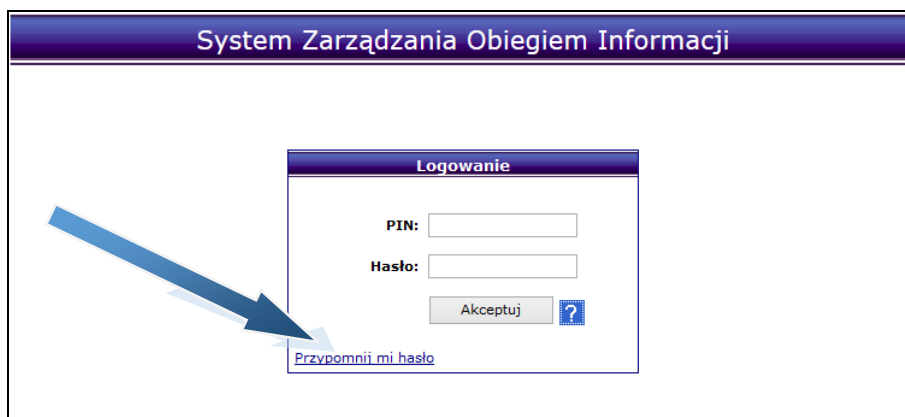 System Zarządzania Obiegiem Informacji
Logowanie
PIN:
Hasło:
Akceptuj ?
Przypomnij mi hasło